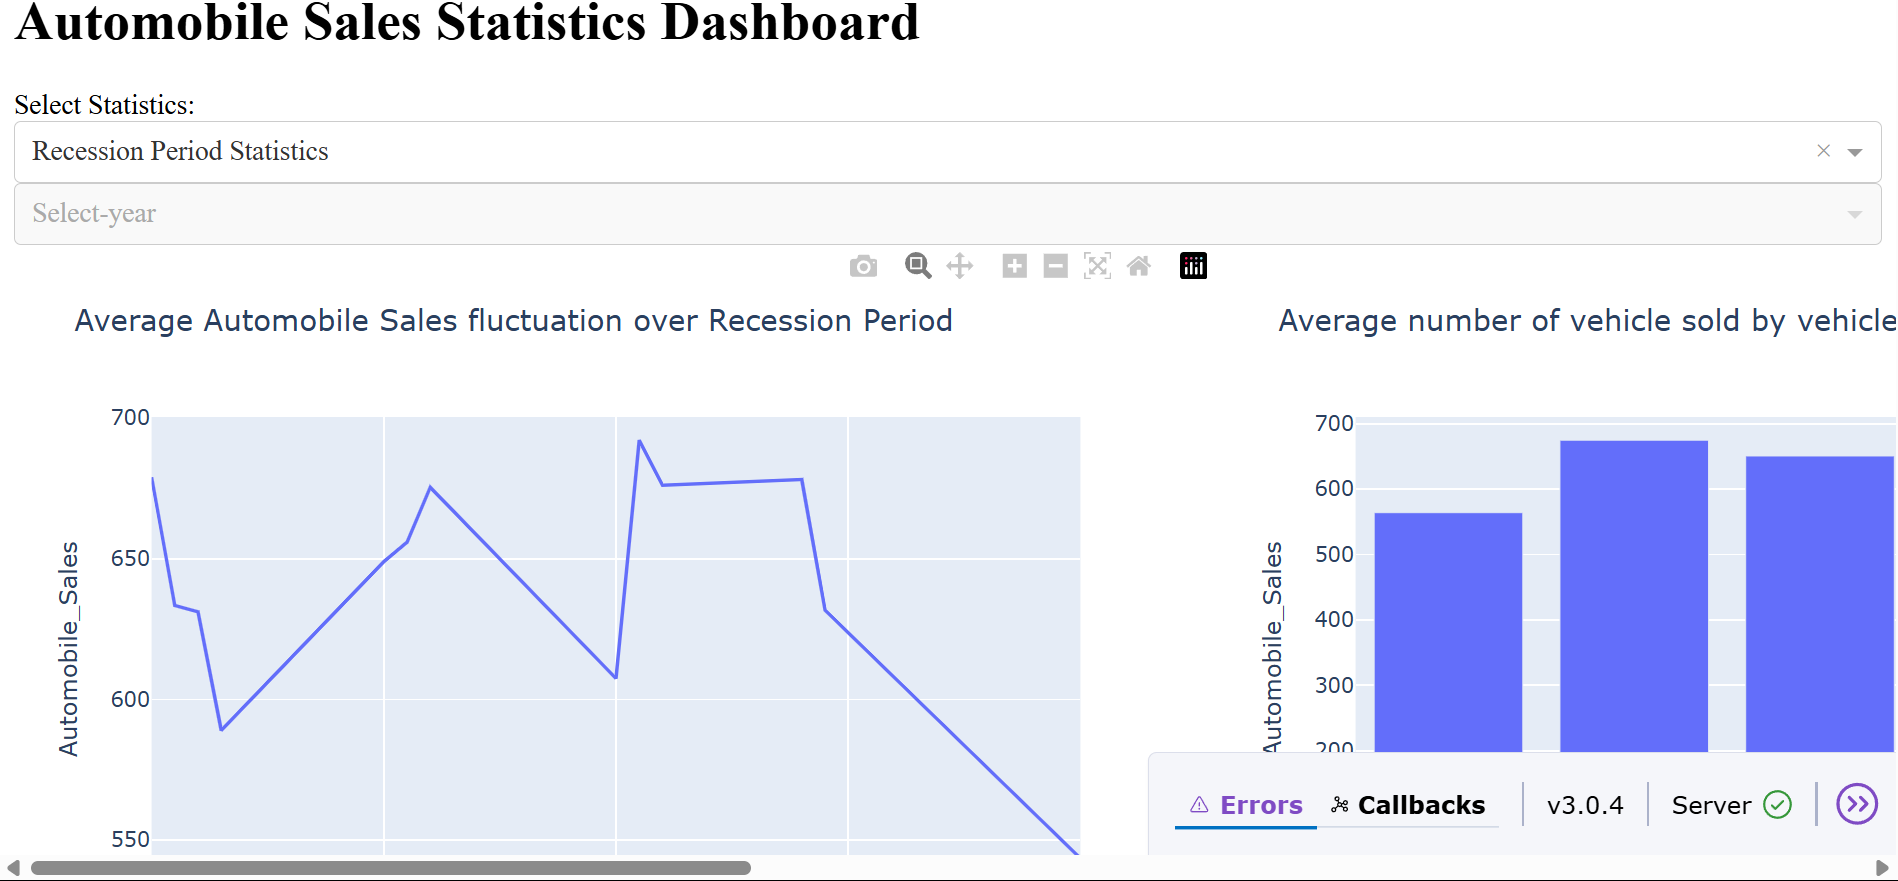 Automobile Sales Statistics Dashboard
Select Statistics:
Recession Period Statistics
Select-year
Average Automobile Sales fluctuation over Recession Period
700
650
600
550
Automobile_Sales
Average number of vehicle sold by vehicle
700
600
500
400
300
200
Automobile_Sales
Errors Callbacks v3.0.4 Server